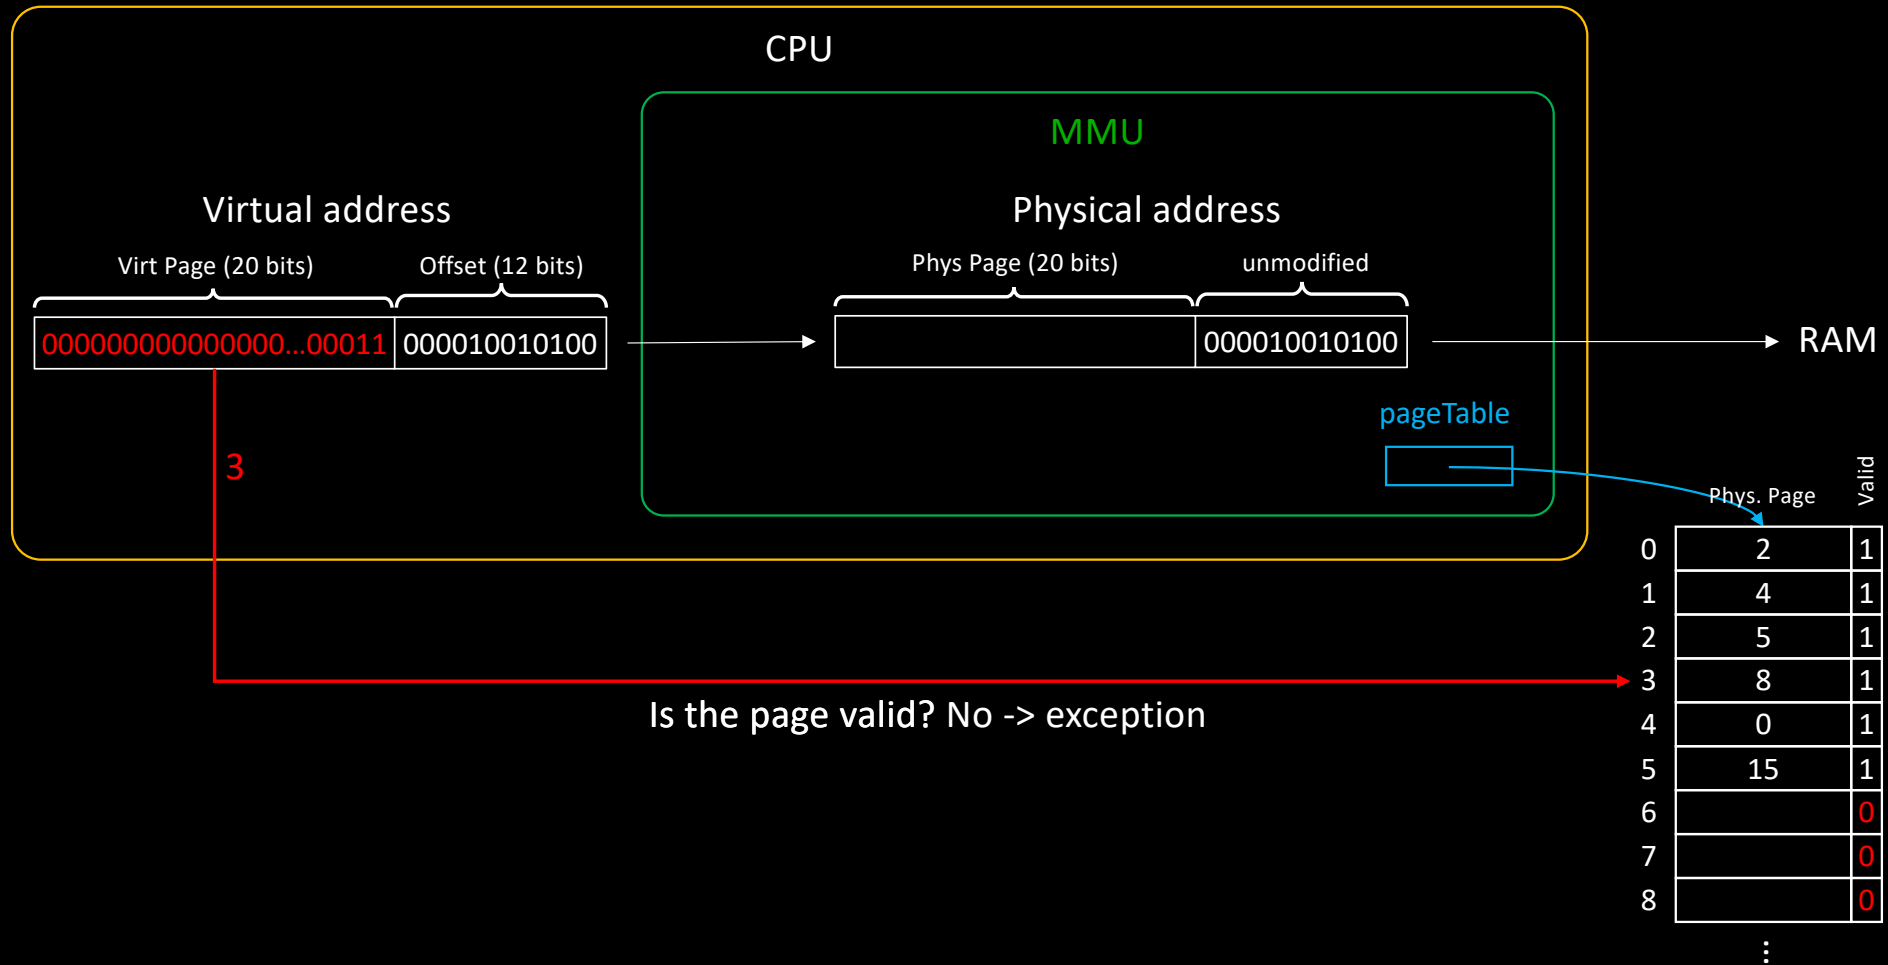 CPU
MMU
Virtual address
Physical address
Virt Page (20 bits)
Offset (12 bits)
Phys Page (20 bits)
unmodified
000000000000000...00011
000010010100
000010010100
RAM
pageTable
3
Phys. Page
Valid
0 2 1
1 4 1
2 5 1
3 8 1
Is the page valid? No -> exception
4 0 1
5 15 1
6 0
7 0
8 0
...